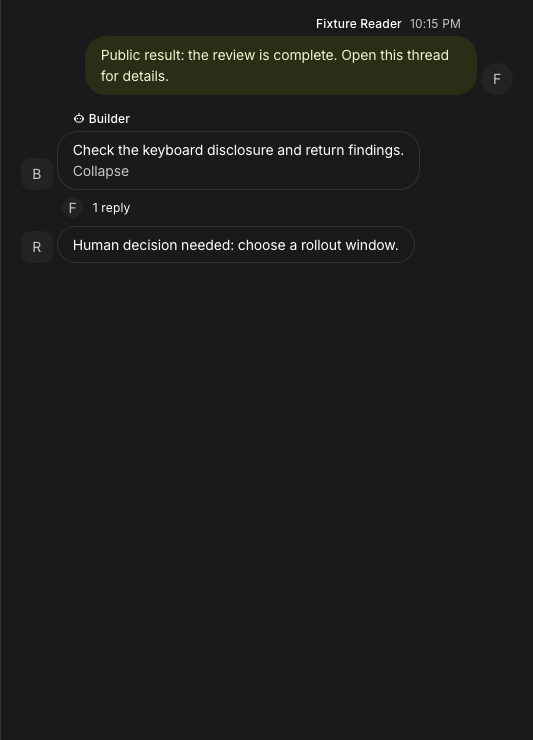 Fixture Reader 10:15 PM
Public result: the review is complete. Open this thread
for details.
F
Builder
Check the keyboard disclosure and return findings.
Collapse
B
F 1 reply
R
Human decision needed: choose a rollout window.